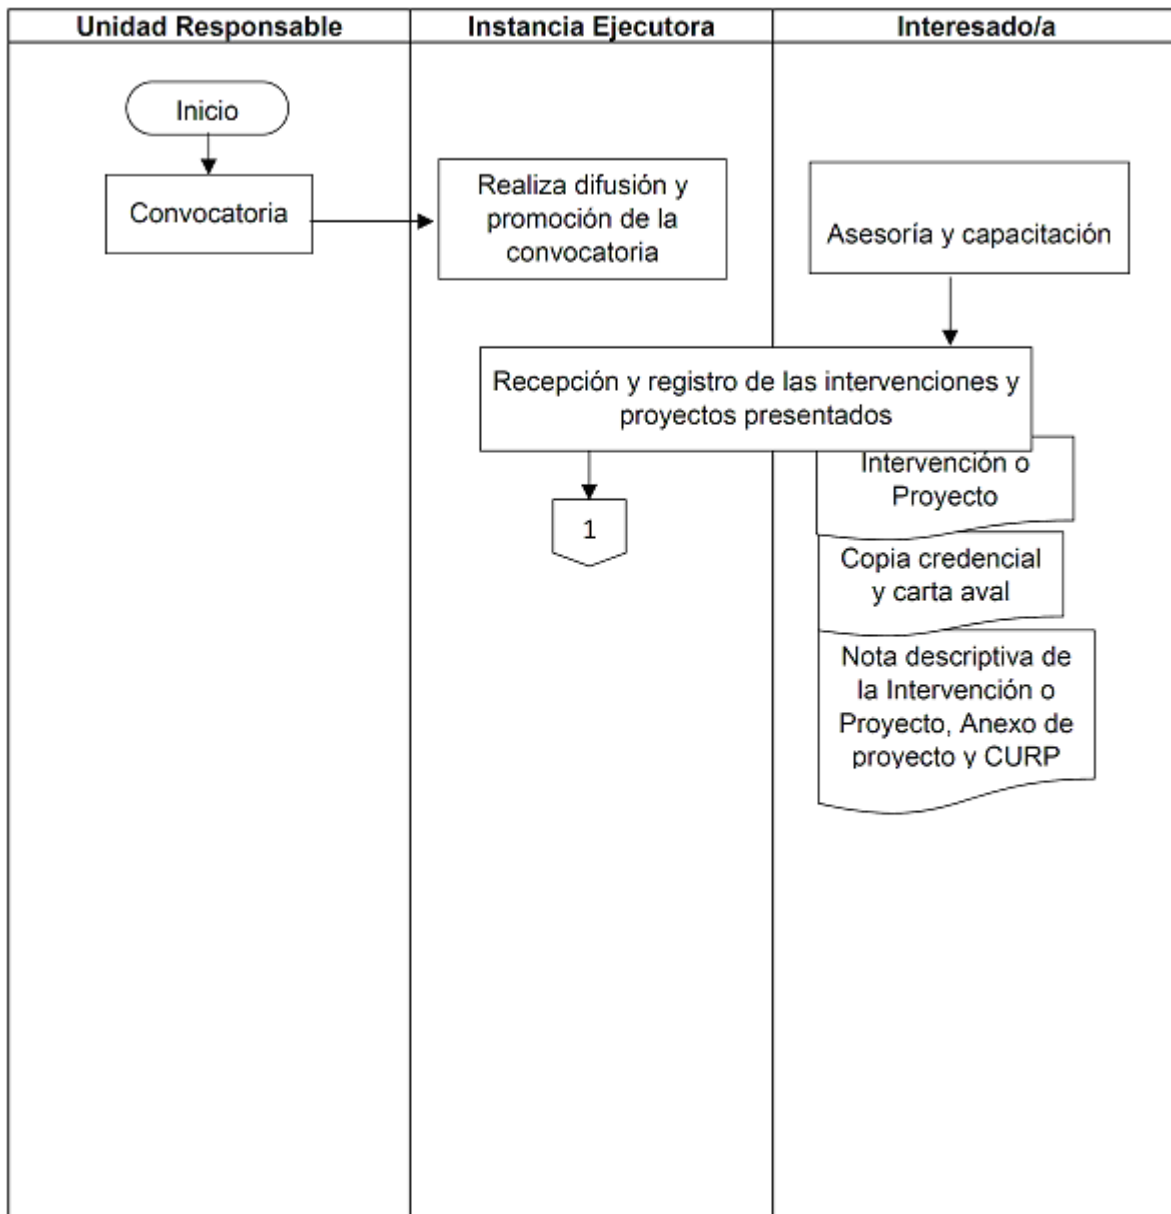 Unidad Responsable
Instancia Ejecutora
Interesado/a
Inicio
Convocatoria
Realiza difusión y
promoción de la
convocatoria
Asesoría y capacitación
Recepción y registro de las intervenciones y
proyectos presentados
Intervención o
Proyecto
1
Copia credencial
y carta aval
Nota descriptiva de
la Intervención o
Proyecto, Anexo de
proyecto y CURP